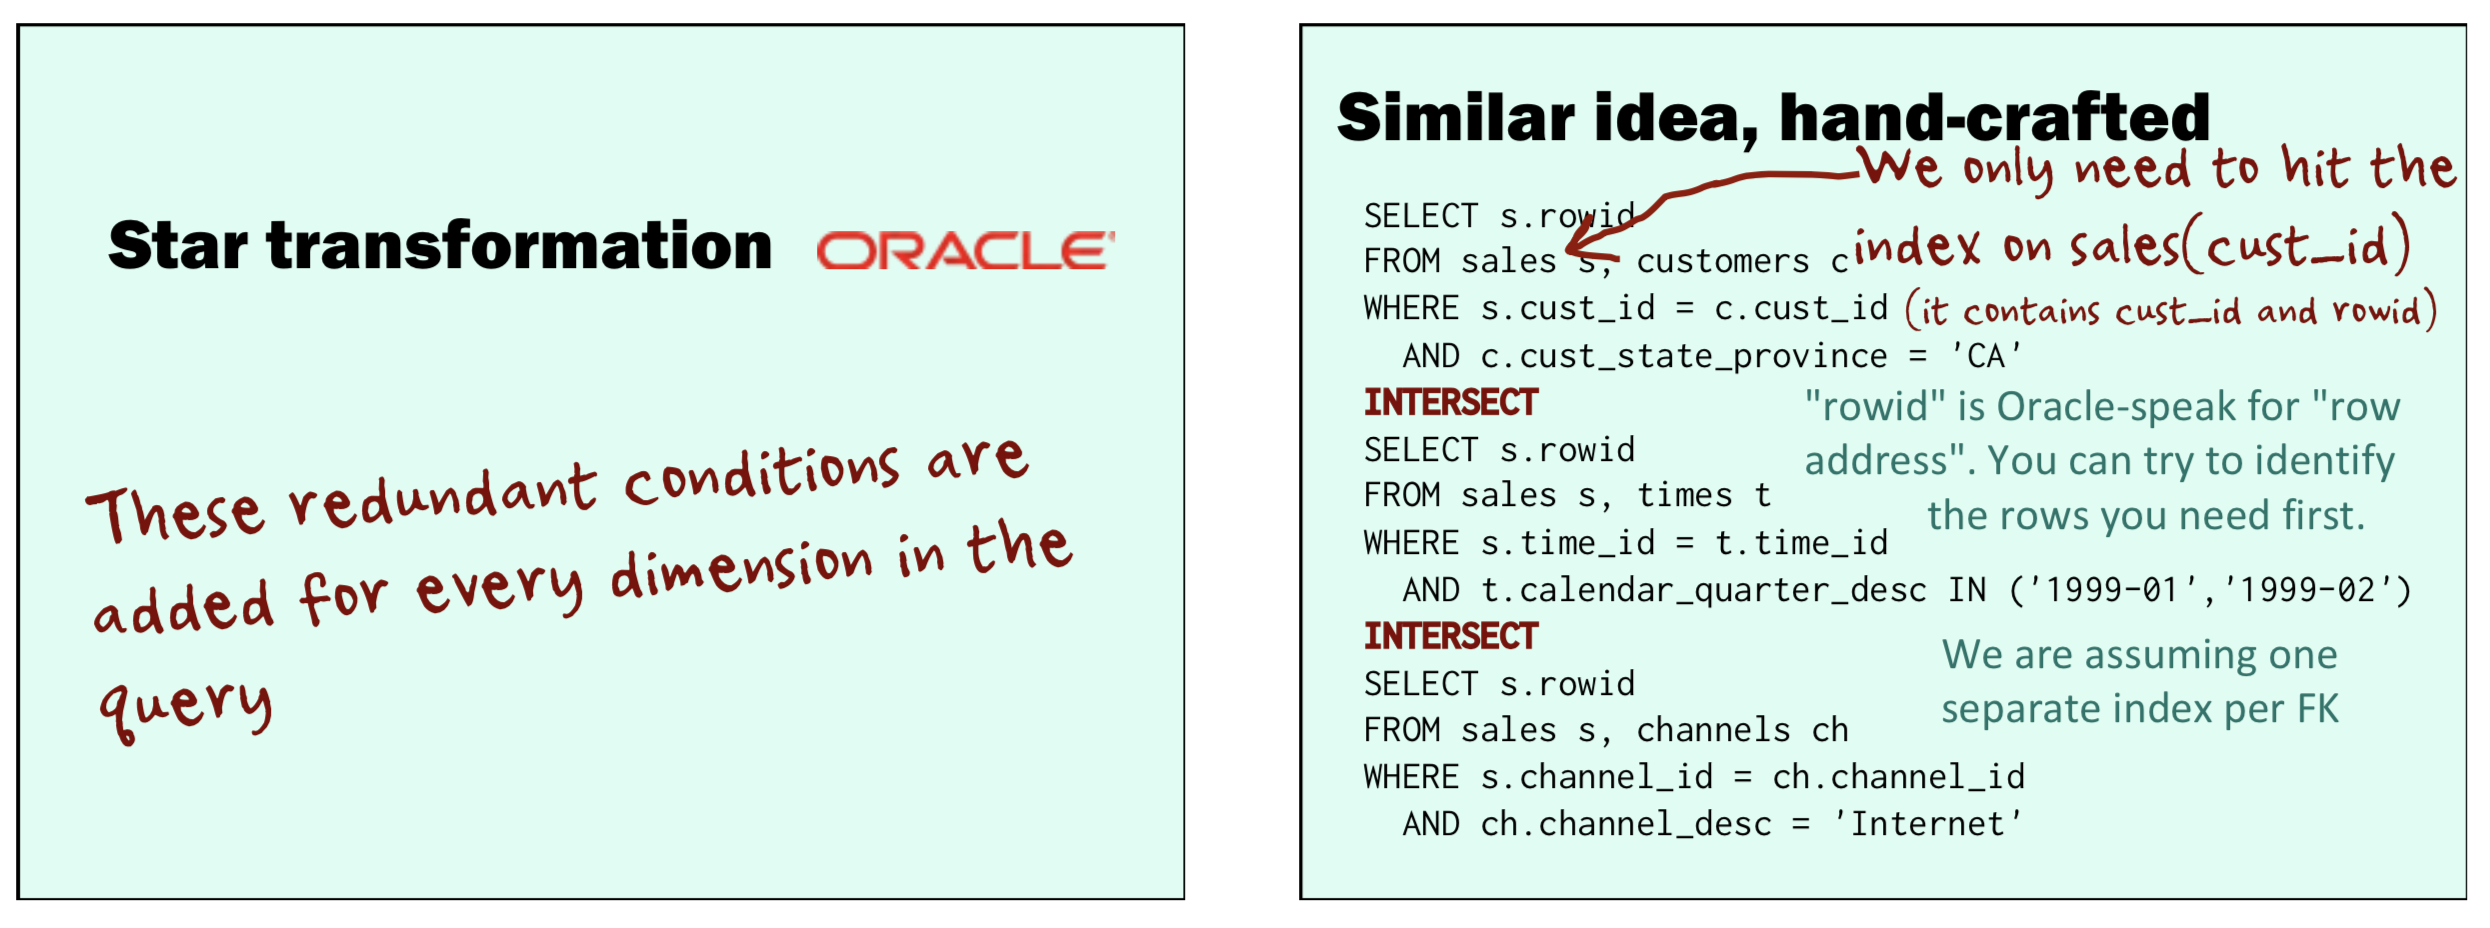 Star transformation ORACLE
These redundant conditions are
added for every dimension in the
query
Similar idea, hand-crafted
We only need to hit the
index on sales(cust_id)
(it contains cust_id and rowid)
SELECT s.rowid
FROM sales s, customers c
WHERE s.cust_id = c.cust_id
AND c.cust_state_province = 'CA'
INTERSECT
"rowid" is Oracle-speak for "row
address". You can try to identify
the rows you need first.
SELECT s.rowid
FROM sales s, times t
WHERE s.time_id = t.time_id
AND t.calendar_quarter_desc IN ('1999-01','1999-02')
INTERSECT
We are assuming one
separate index per FK
SELECT s.rowid
FROM sales s, channels ch
WHERE s.channel_id = ch.channel_id
AND ch.channel_desc = 'Internet'